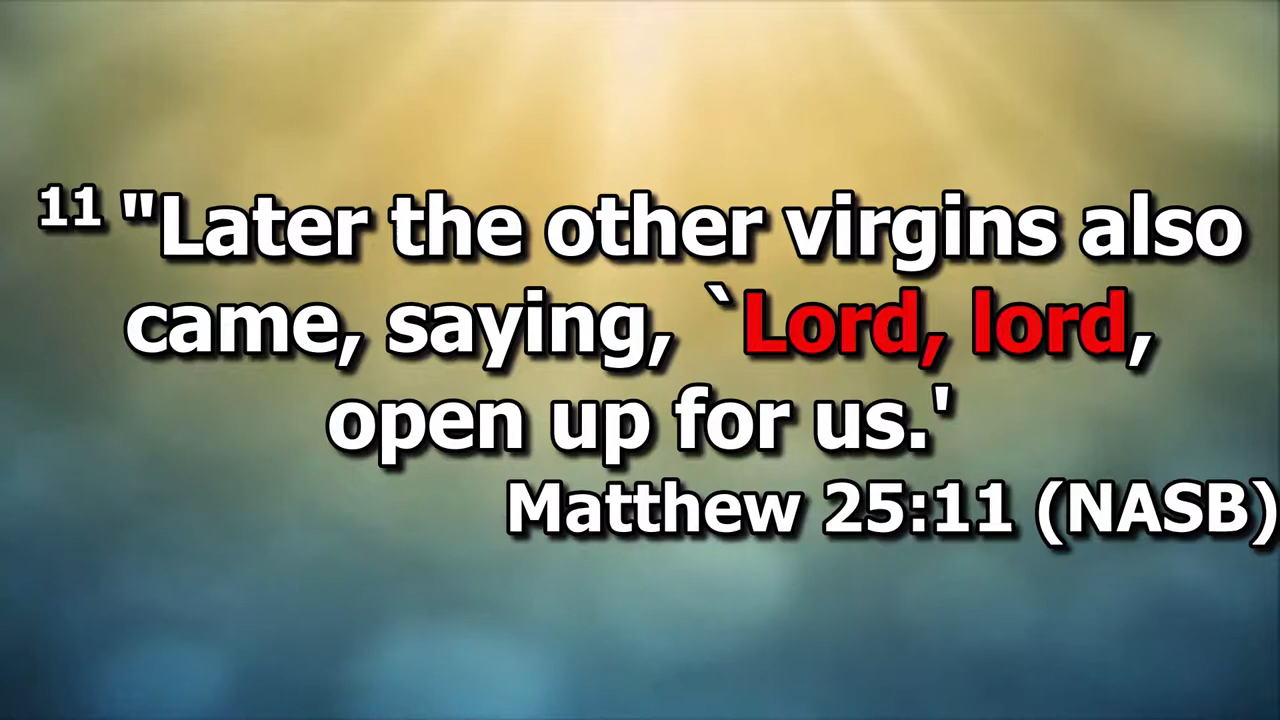 11 "Later the other virgins also
came, saying, `Lord, lord,
open up for us.'
Matthew 25:11 (NASB)